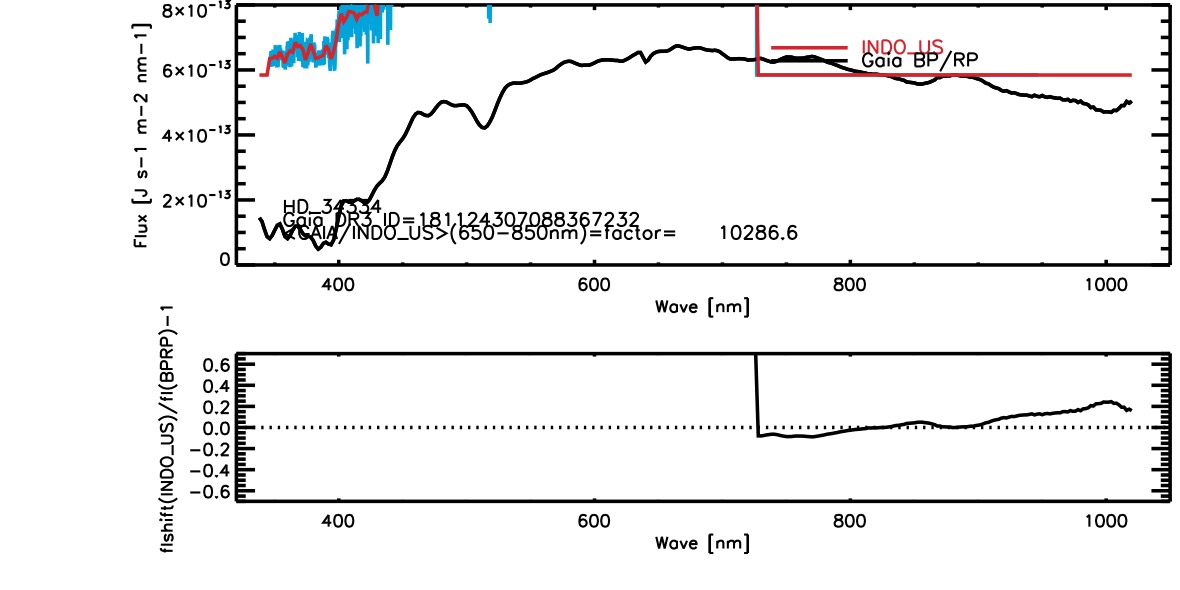 8×10−13
6×10−13
4×10−13
2×10−13
0
Flux [J s−1 m−2 nm−1]
INDO_US
Gaia BP/RP
HD_34334
Gaia DR3 ID=181124307088367232
<GAIA/INDO_US>(650−850nm)=factor= 10286.6
400 600 800 1000
Wave [nm]
flshift(INDO_US)/fl(BPRP)−1
0.6
0.4
0.2
0.0
−0.2
−0.4
−0.6
400 600 800 1000
Wave [nm]